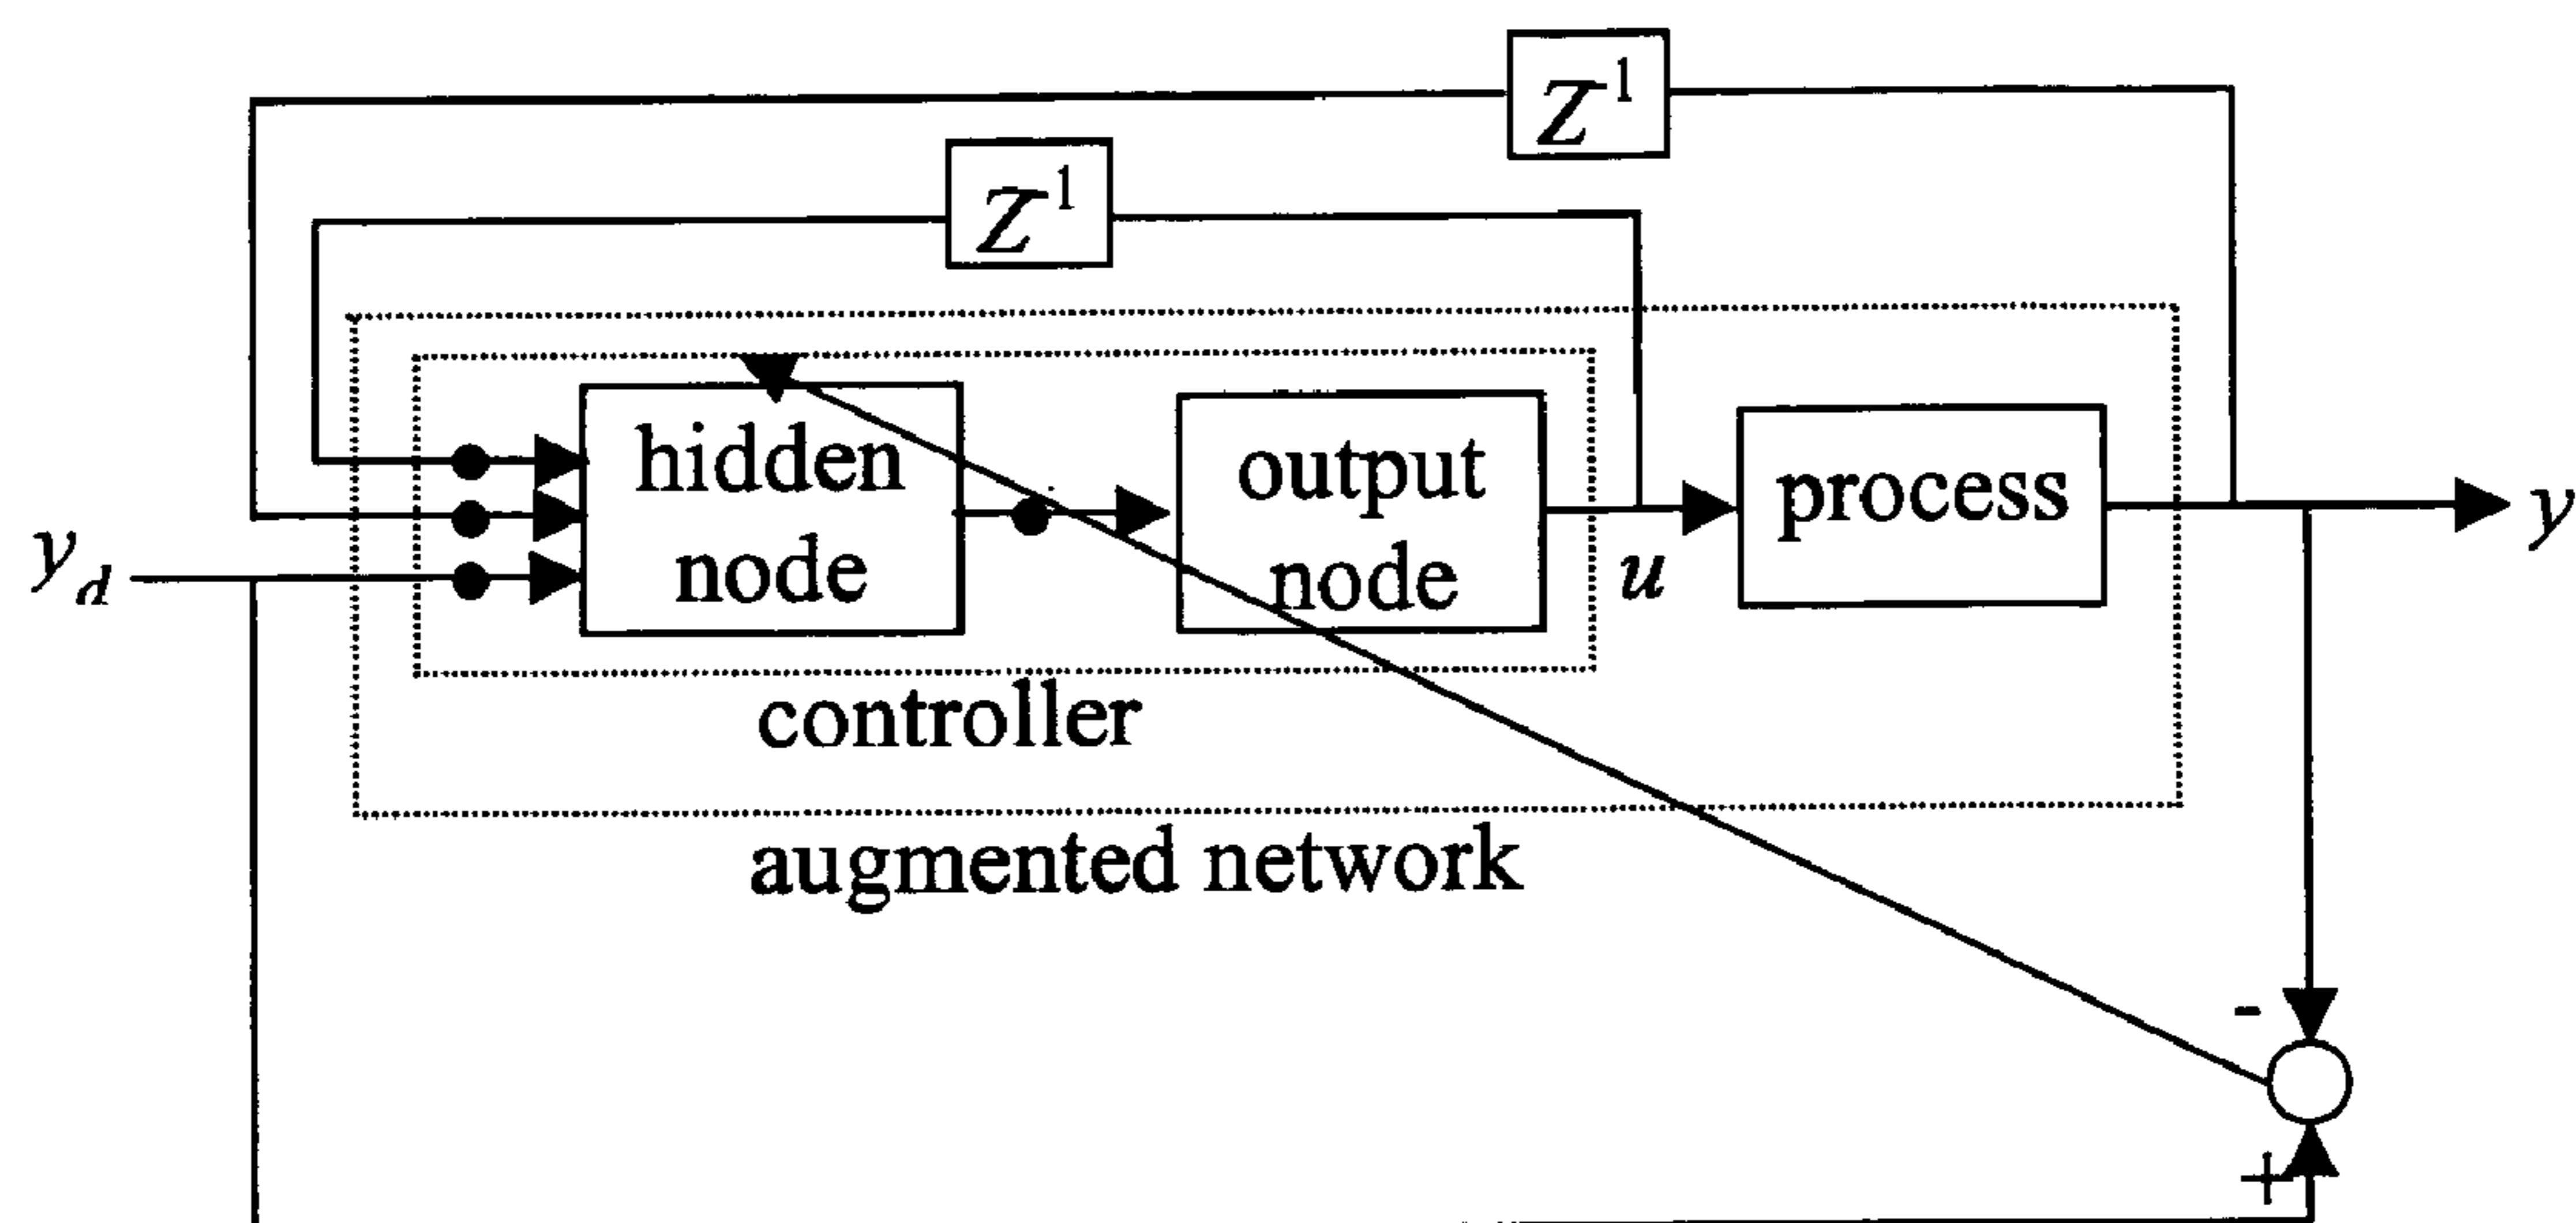 Z⁻¹
Z⁻¹
hidden
node
output
node
process
y_d
u
y
controller
augmented network
-
+